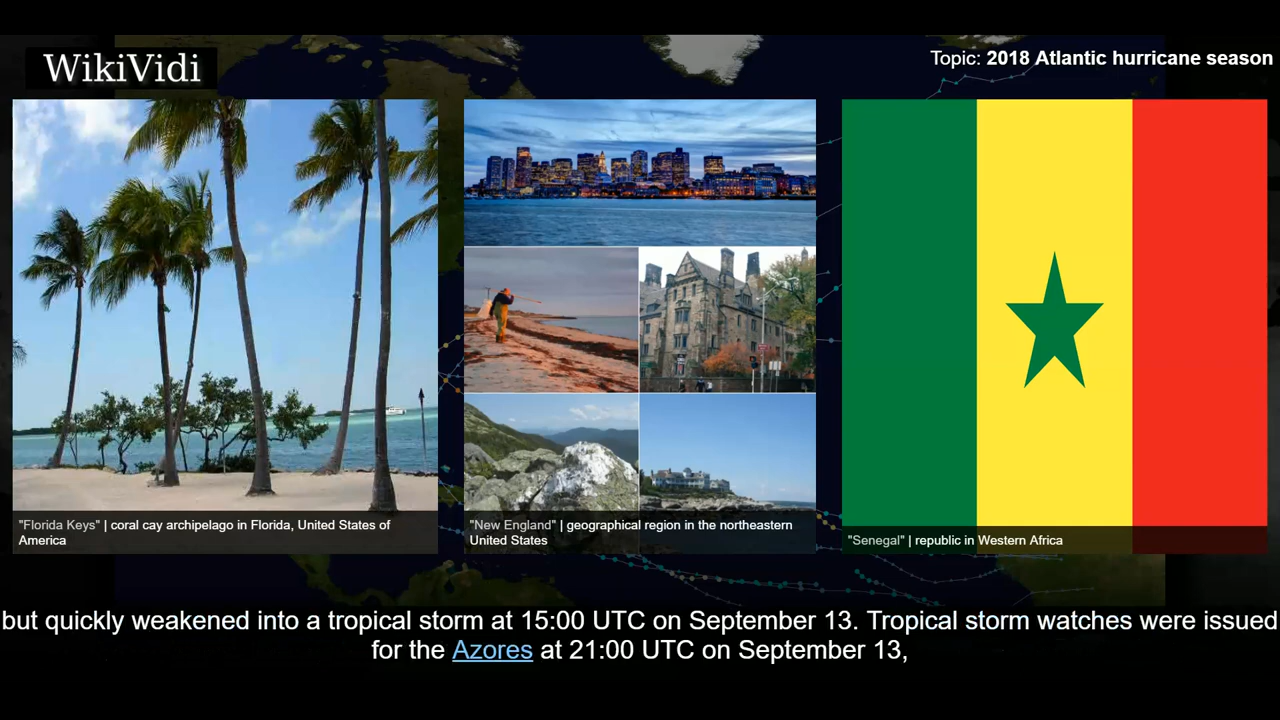 WikiVidi
Topic: 2018 Atlantic hurricane season
"Florida Keys" | coral cay archipelago in Florida, United States of
America
"New England" | geographical region in the northeastern
United States
"Senegal" | republic in Western Africa
but quickly weakened into a tropical storm at 15:00 UTC on September 13. Tropical storm watches were issued
for the Azores at 21:00 UTC on September 13,